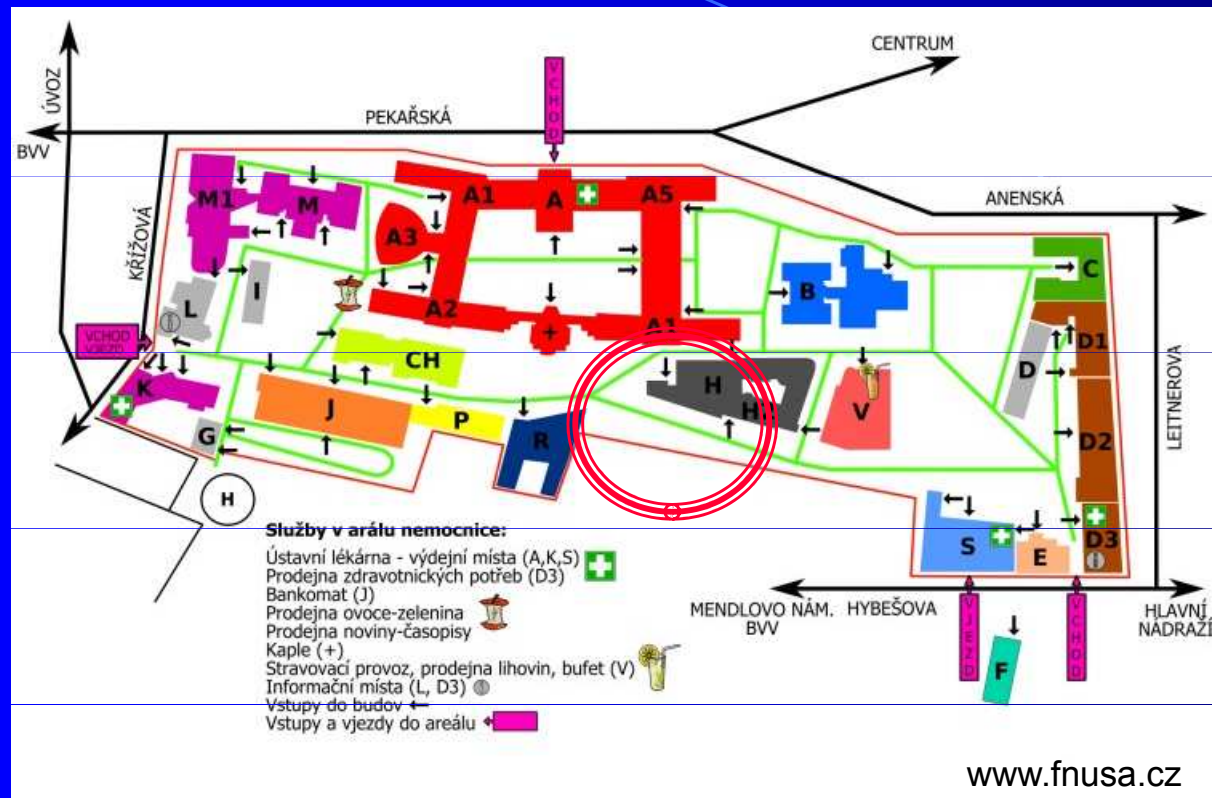 CENTRUM
ÚVOZ
VCHOD
PEKAŘSKÁ
BVV
KŘÍŽOVÁ
ANENSKÁ
M1
M
A1
A
A5
A3
C
I
B
L
A2
+
A1
VCHOD
VJEZD
D1
CH
D
K
J
P
H
H2
V
LEITNEROVA
G
R
D2
H
S
E
D3
Služby v arálu nemocnice:
Ústavní lékárna - výdejní místa (A,K,S)
Prodejna zdravotnických potřeb (D3)
Bankomat (J)
Prodejna ovoce-zelenina
Prodejna noviny-časopisy
Kaple (+)
Stravovací provoz, prodejna lihovin, bufet (V)
Informační místa (L, D3)
Vstupy do budov
Vstupy a vjezdy do areálu
MENDLOVO NÁM.
BVV
HYBEŠOVA
VJEZD
VCHOD
HLAVNÍ
NÁDRAŽÍ
F
www.fnusa.cz